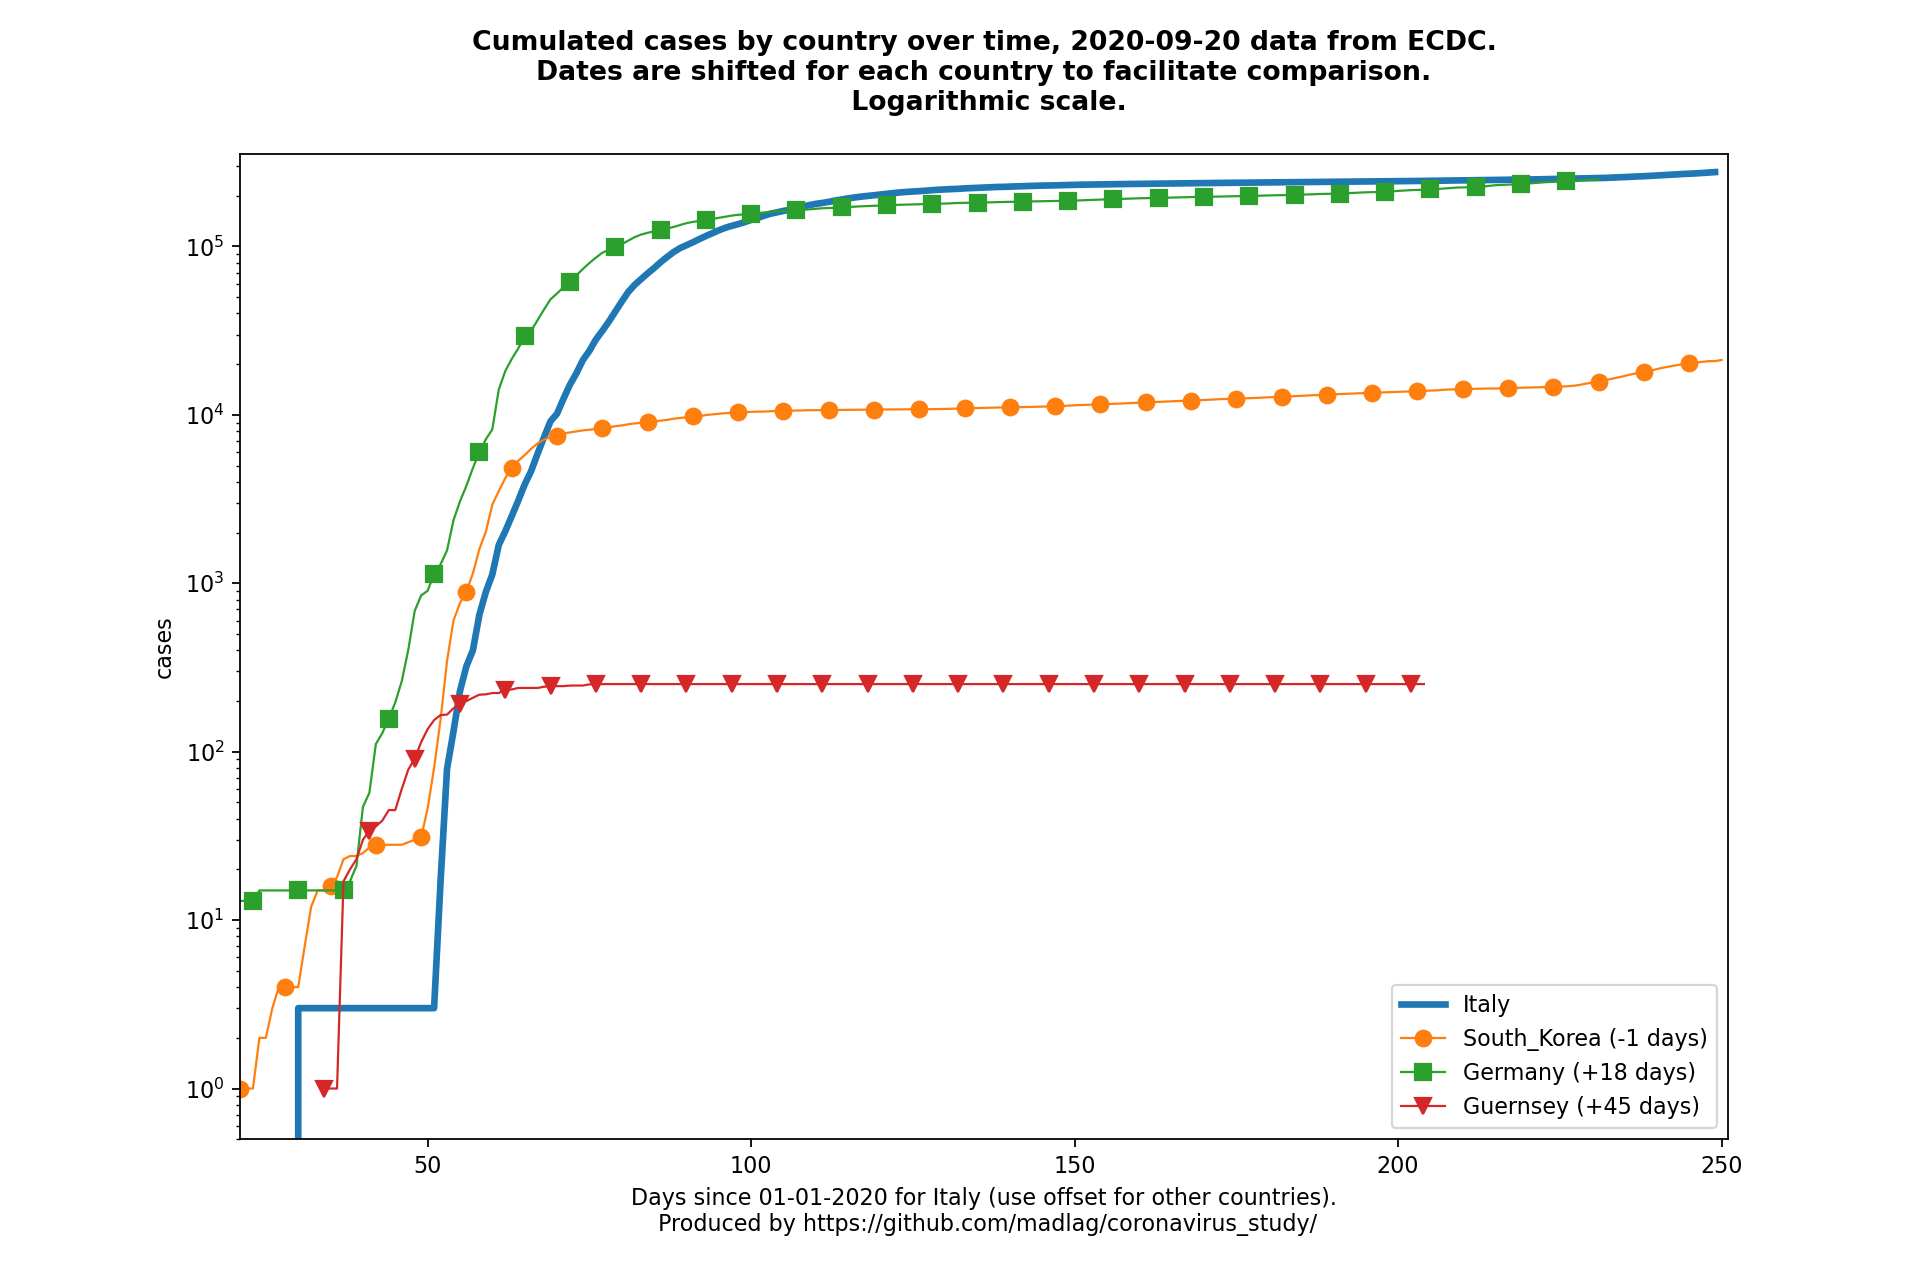 Cumulated cases by country over time, 2020-09-20 data from ECDC.
Dates are shifted for each country to facilitate comparison.
Logarithmic scale.
cases
10⁵
10⁴
10³
10²
10¹
10⁰
50
100
150
200
250
Italy
South_Korea (-1 days)
Germany (+18 days)
Guernsey (+45 days)
Days since 01-01-2020 for Italy (use offset for other countries).
Produced by https://github.com/madlag/coronavirus_study/